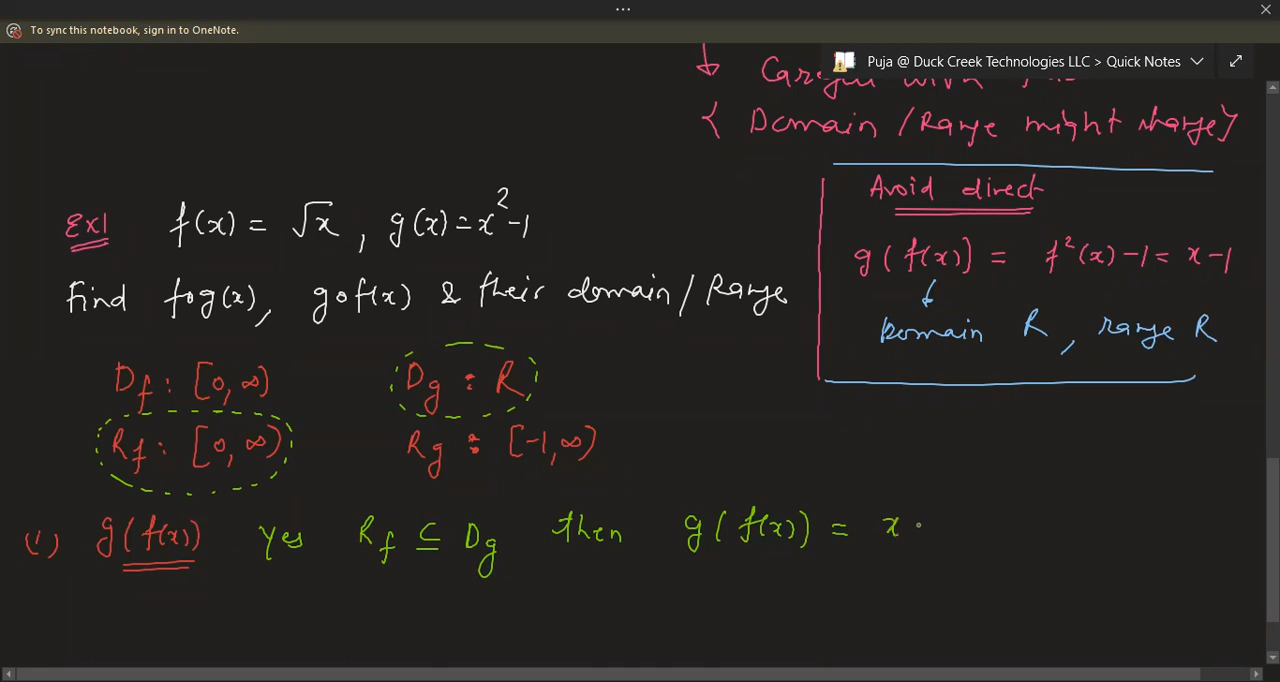 ...
To sync this notebook, sign in to OneNote.
Puja @ Duck Creek Technologies LLC > Quick Notes
{ Domain / Range might change}
Ex1 f(x) = √x , g(x) = x²-1
Find fog(x), gof(x) & their domain/Range
Avoid direct
g(f(x)) = f²(x)-1 = x-1
↓
Domain R, range R
Df : [0, ∞) Dg : R
Rf : [0, ∞) Rg : [-1, ∞)
(1) g(f(x)) Yes Rf ⊆ Dg then g(f(x)) = x